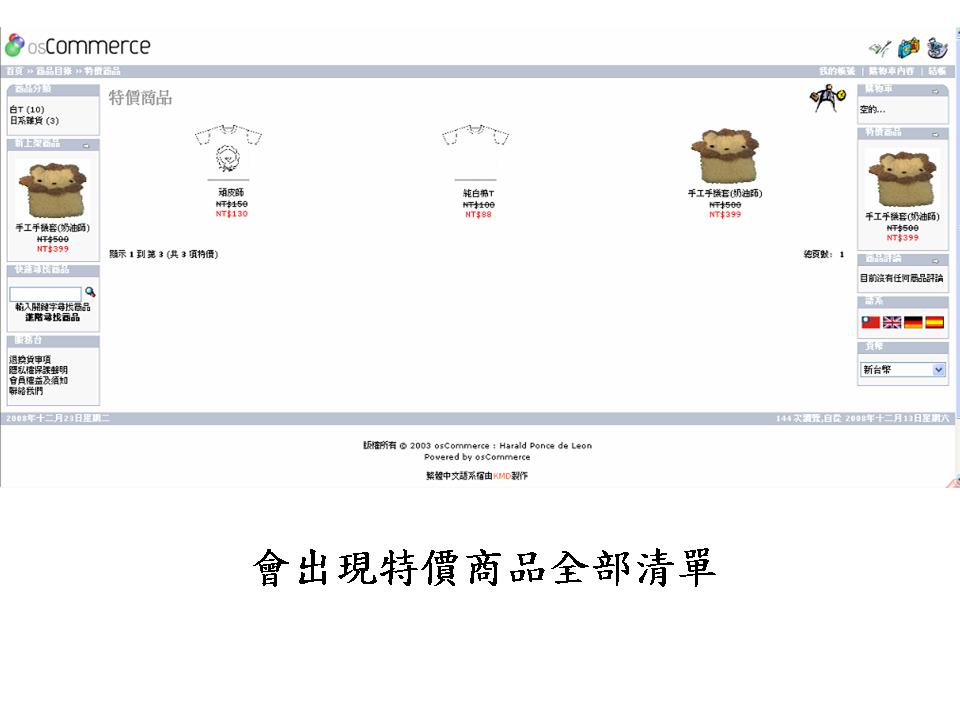 osCommerce
首頁 » 商品目錄 » 特價商品
我的帳號 | 購物車內容 | 結帳
商品分類
白T (10)
日系雜貨 (3)
新上架商品
手工手機套(奶油獅)
NT$500
NT$399
快速尋找商品
輸入關鍵字尋找商品
進階尋找商品
服務台
退換貨事項
隱私權保護聲明
會員權益及須知
聯絡我們
特價商品
頑皮獅
NT$150
NT$130
純白棉T
NT$100
NT$88
手工手機套(奶油獅)
NT$500
NT$399
顯示 1 到 第 3 (共 3 項特價)
總頁數: 1
購物車
空的...
特價商品
手工手機套(奶油獅)
NT$500
NT$399
商品評論
目前沒有任何商品評論
語系
貨幣
新台幣
2008年十二月23日星期二
144 次瀏覽,自從 2008年十二月13日星期六
版權所有 © 2003 osCommerce : Harald Ponce de Leon
Powered by osCommerce
繁體中文語系檔由KMD製作
會出現特價商品全部清單